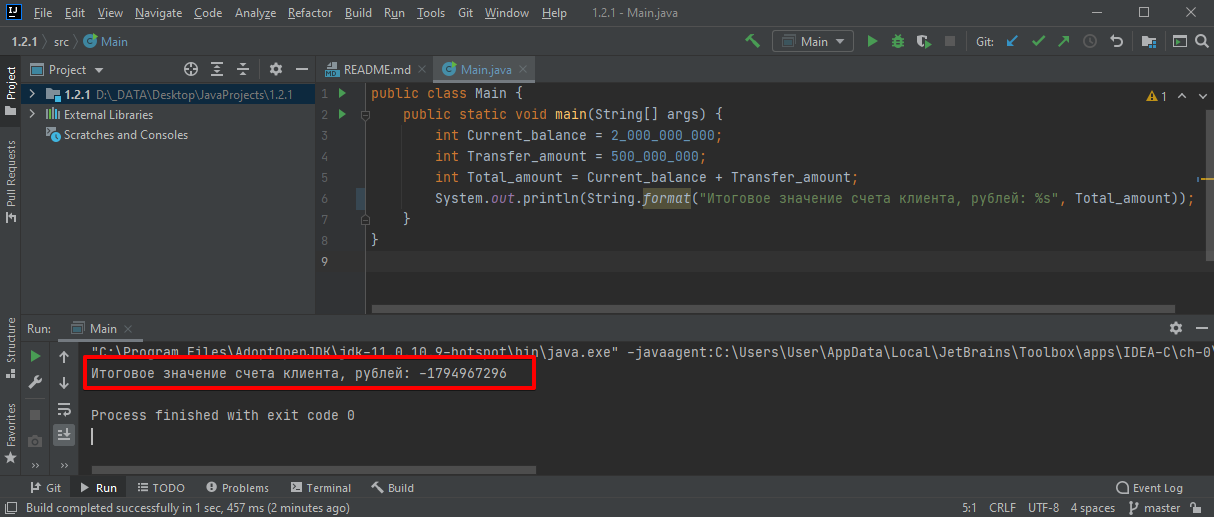 File Edit View Navigate Code Analyze Refactor Build Run Tools Git Window Help 1.2.1 - Main.java
1.2.1 src Main Main Git:
Project README.md Main.java
1.2.1 D:\_DATA\Desktop\JavaProjects\1.2.1
External Libraries
Scratches and Consoles
Project
Pull Requests
Structure
Favorites
1 public class Main {
2 public static void main(String[] args) {
3 int Current_balance = 2_000_000_000;
4 int Transfer_amount = 500_000_000;
5 int Total_amount = Current_balance + Transfer_amount;
6 System.out.println(String.format("Итоговое значение счета клиента, рублей: %s", Total_amount));
7 }
8 }
9
1
Run: Main
"C:\Program Files\AdoptOpenJDK\jdk-11.0.10.9-hotspot\bin\java.exe" -javaagent:C:\Users\User\AppData\Local\JetBrains\Toolbox\apps\IDEA-C\ch-0\
Итоговое значение счета клиента, рублей: -1794967296
Process finished with exit code 0
Git Run TODO Problems Terminal Build Event Log
Build completed successfully in 1 sec, 457 ms (2 minutes ago) 5:1 CRLF UTF-8 4 spaces master